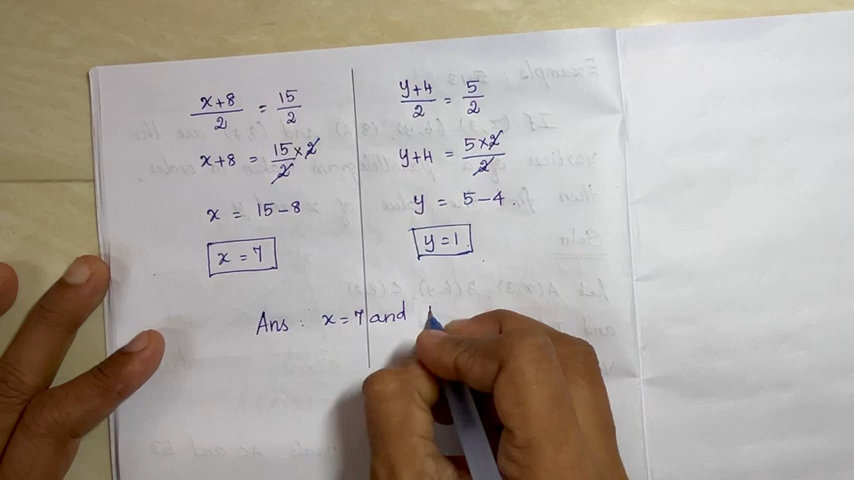 x+8/2 = 15/2
x+8 = 15×2/2
x = 15-8
x = 7
y+4/2 = 5/2
y+4 = 5×2/2
y = 5-4.
y = 1.
Ans : x=7 and